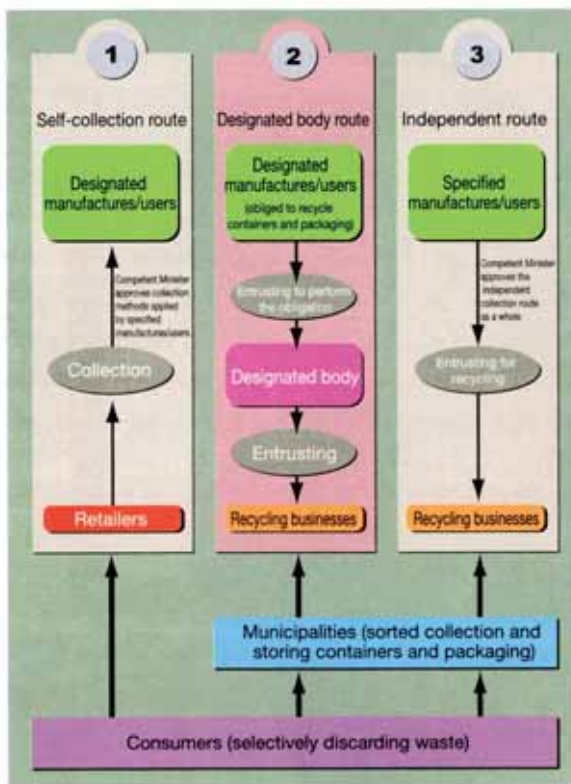 1
Self-collection route
Designated
manufactures/users
Competent Minister
approves collection
methods applied
by specified
manufactures/users.
Collection
Retailers
2
Designated body route
Designated
manufactures/users
(obliged to recycle
containers and packaging)
Entrusting to perform
the obligation
Designated body
Entrusting
Recycling businesses
3
Independent route
Specified
manufactures/users
Competent Minister
approves the
independent
collection route
as a whole
Entrusting for
recycling
Recycling businesses
Municipalities (sorted collection and
storing containers and packaging)
Consumers (selectively discarding waste)